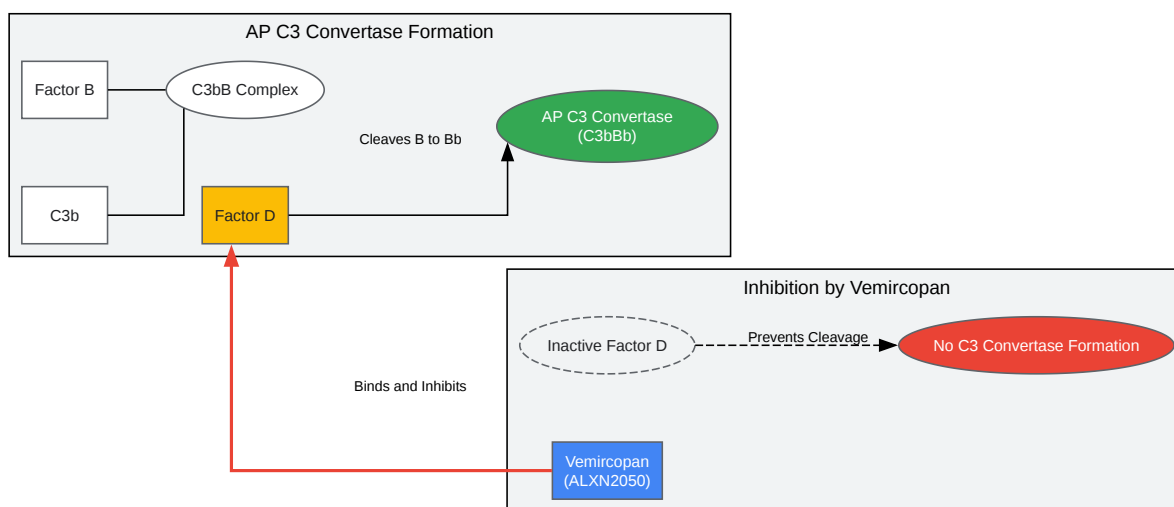 AP C3 Convertase Formation
Factor B
C3bB Complex
AP C3 Convertase
(C3bBb)
Cleaves B to Bb
C3b
Factor D
Inhibition by Vemircopan
Inactive Factor D
Prevents Cleavage
No C3 Convertase Formation
Binds and Inhibits
Vemircopan
(ALXN2050)